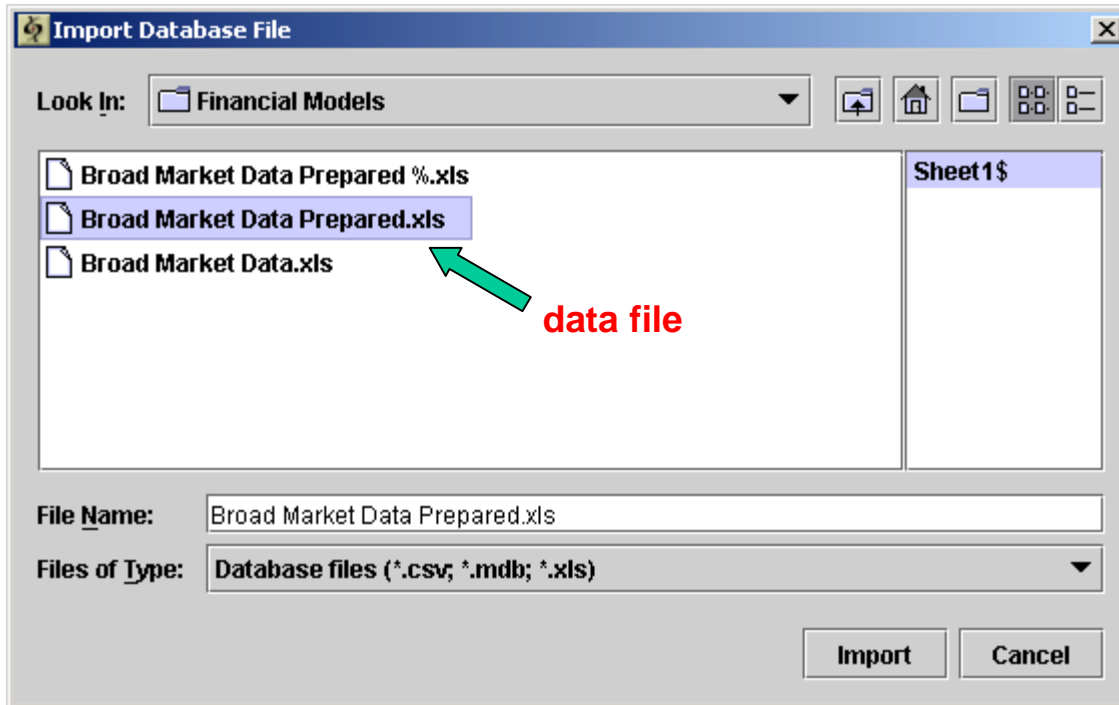 Import Database File
Look In: Financial Models
Broad Market Data Prepared %.xls
Sheet1$
Broad Market Data Prepared.xls
Broad Market Data.xls
data file
File Name: Broad Market Data Prepared.xls
Files of Type: Database files (*.csv; *.mdb; *.xls)
Import Cancel